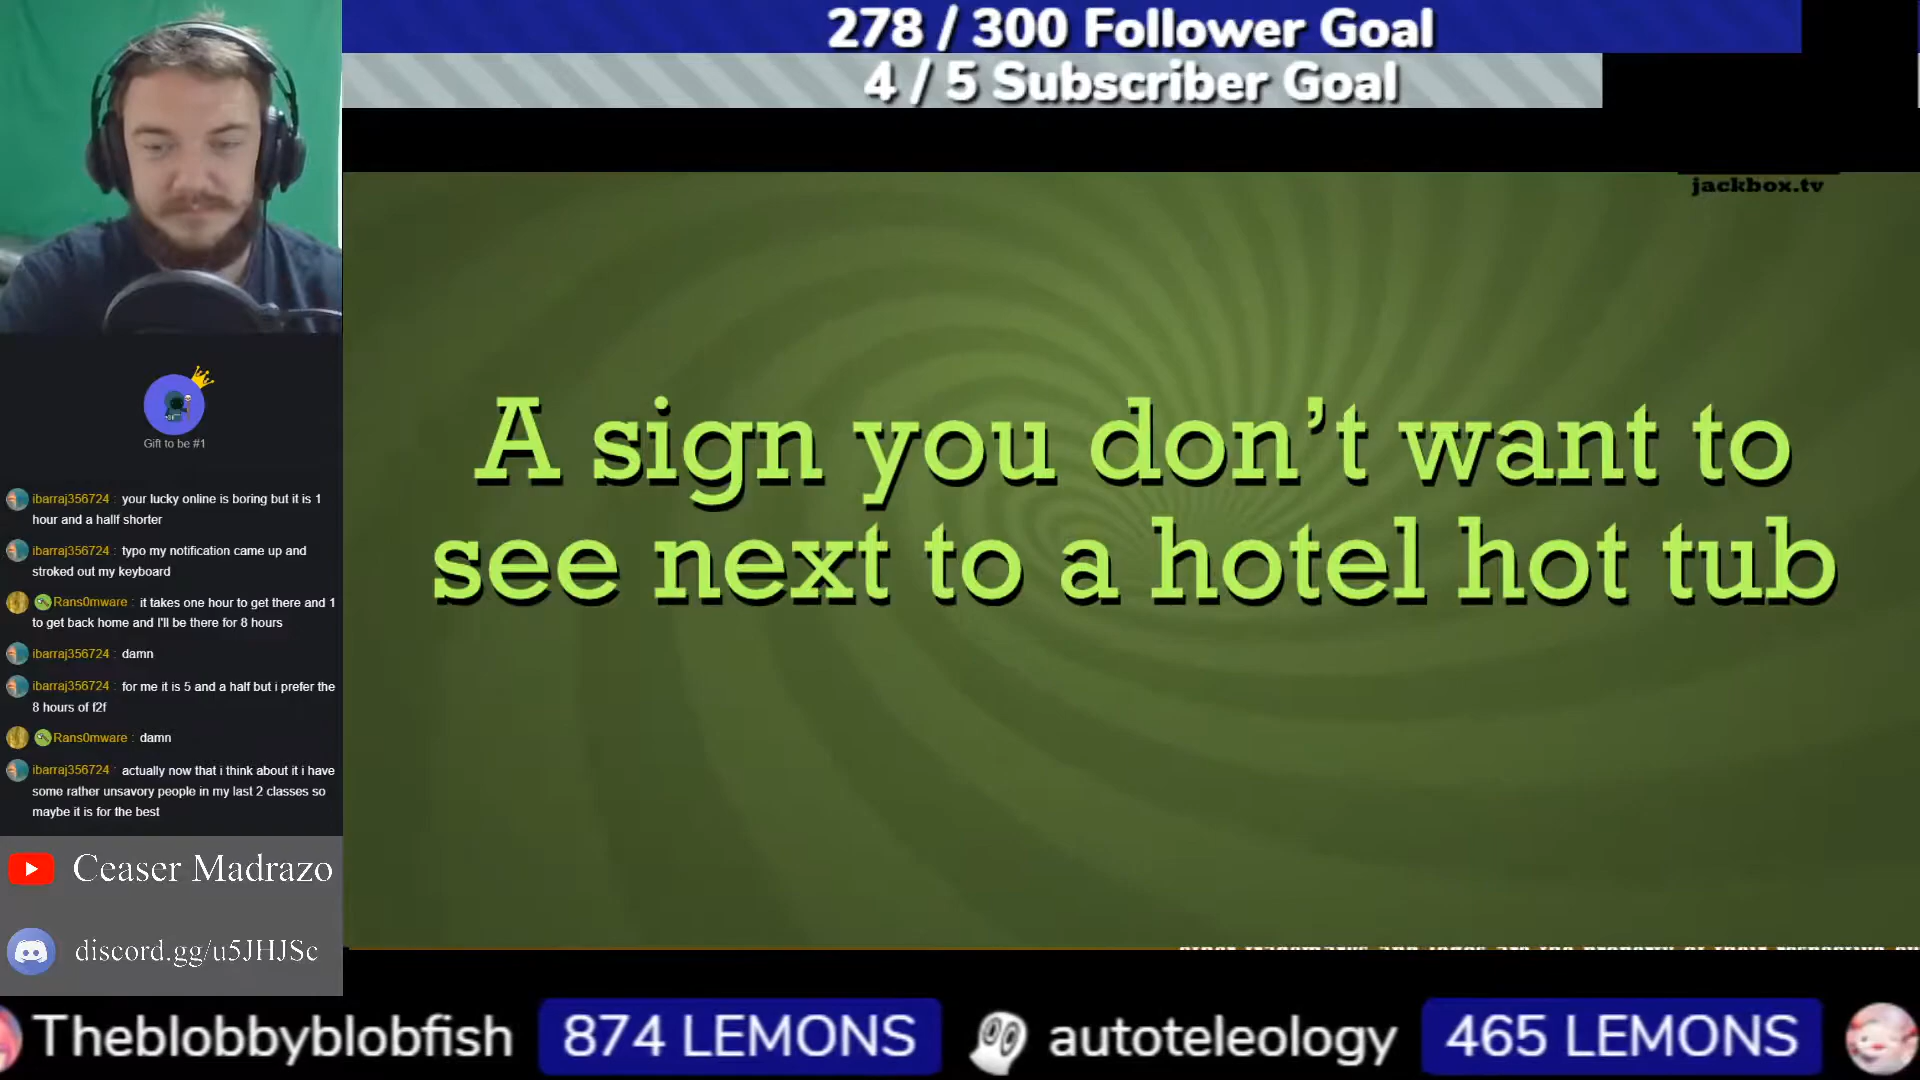 278 / 300 Follower Goal
4 / 5 Subscriber Goal
jackbox.tv
A sign you don't want to
see next to a hotel hot tub
Gift to be #1
ibarraj356724 : your lucky online is boring but it is 1
hour and a hallf shorter
ibarraj356724 : typo my notification came up and
stroked out my keyboard
Rans0mware : it takes one hour to get there and 1
to get back home and I'll be there for 8 hours
ibarraj356724 : damn
ibarraj356724 : for me it is 5 and a half but i prefer the
8 hours of f2f
Rans0mware : damn
ibarraj356724 : actually now that i think about it i have
some rather unsavory people in my last 2 classes so
maybe it is for the best
Ceaser Madrazo
discord.gg/u5JHJSc
Theblobbyblobfish 874 LEMONS autoteleology 465 LEMONS